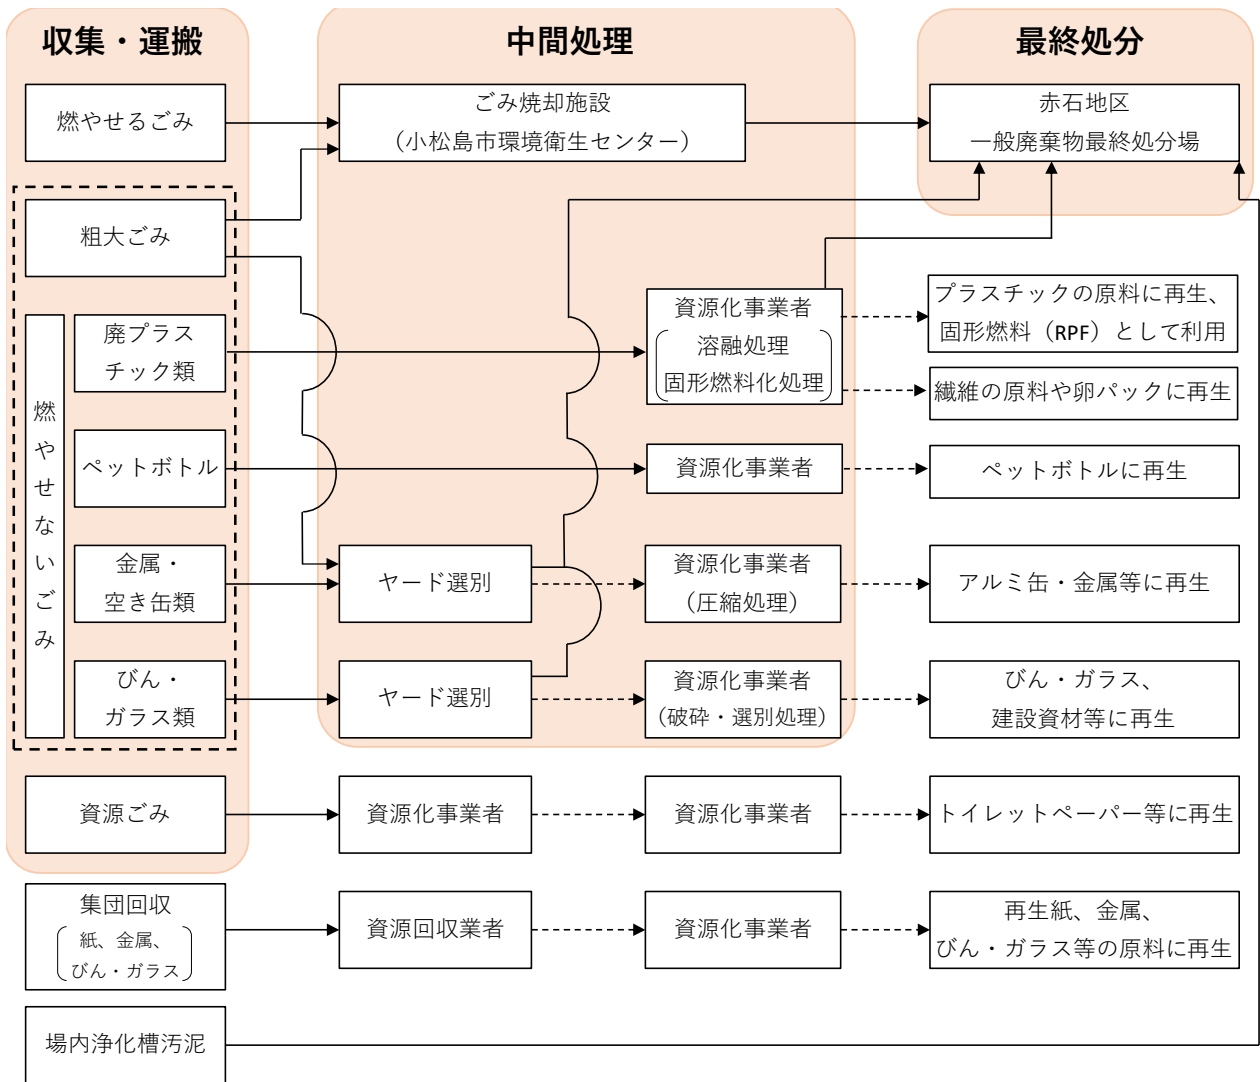 収集・運搬
中間処理
最終処分
燃やせるごみ
ごみ焼却施設
（小松島市環境衛生センター）
赤石地区
一般廃棄物最終処分場
粗大ごみ
燃やせないごみ
廃プラス
チック類
資源化事業者
溶融処理
固形燃料化処理
プラスチックの原料に再生、
固形燃料（RPF）として利用
繊維の原料や卵パックに再生
ペットボトル
資源化事業者
ペットボトルに再生
金属・
空き缶類
ヤード選別
資源化事業者
（圧縮処理）
アルミ缶・金属等に再生
びん・
ガラス類
ヤード選別
資源化事業者
（破砕・選別処理）
びん・ガラス、
建設資材等に再生
資源ごみ
資源化事業者
資源化事業者
トイレットペーパー等に再生
集団回収
紙、金属、
びん・ガラス
資源回収業者
資源化事業者
再生紙、金属、
びん・ガラス等の原料に再生
場内浄化槽汚泥